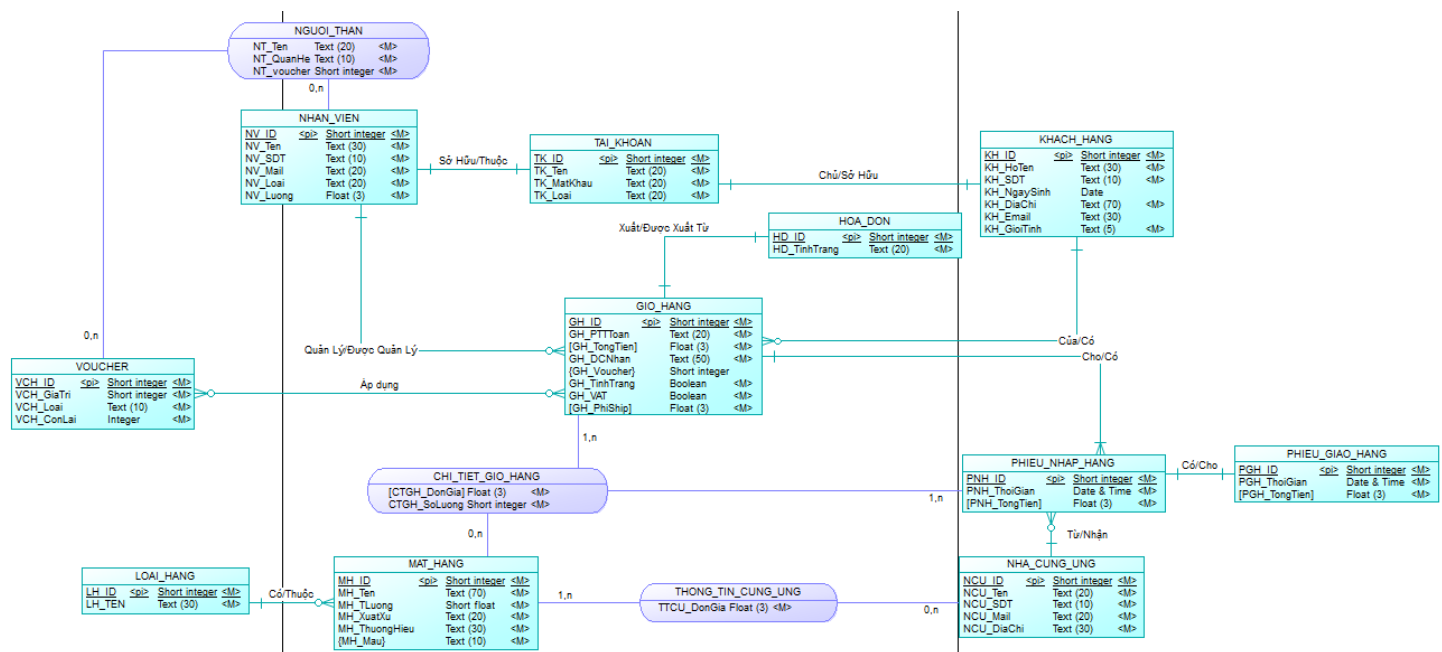 NGUOI_THAN
NT_Ten Text (20) <M>
NT_QuanHe Text (10) <M>
NT_voucher Short integer <M>
0,n
NHAN_VIEN
NV_ID <pi> Short integer <M>
NV_Ten Text (30) <M>
NV_SDT Text (10) <M>
NV_Mail Text (20) <M>
NV_Loai Text (20) <M>
NV_Luong Float (3) <M>
Sở Hữu/Thuộc
TAI_KHOAN
TK_ID <pi> Short integer <M>
TK_Ten Text (20) <M>
TK_MatKhau Text (20) <M>
TK_Loai Text (20) <M>
Chủ/Sở Hữu
KHACH_HANG
KH_ID <pi> Short integer <M>
KH_HoTen Text (30) <M>
KH_SDT Text (10) <M>
KH_NgaySinh Date
KH_DiaChi Text (70) <M>
KH_Email Text (30)
KH_GioiTinh Text (5) <M>
Xuất/Được Xuất Từ
HOA_DON
HD_ID <pi> Short integer <M>
HD_TinhTrang Text (20) <M>
GIO_HANG
GH_ID <pi> Short integer <M>
GH_PTTToan Text (20) <M>
[GH_TongTien] Float (3) <M>
GH_DCNhan Text (50) <M>
{GH_Voucher} Short integer
GH_TinhTrang Boolean <M>
GH_VAT Boolean <M>
[GH_PhiShip] Float (3) <M>
0,n
Quản Lý/Được Quản Lý
Của/Có
Cho/Có
VOUCHER
VCH_ID <pi> Short integer <M>
VCH_GiaTri Short integer <M>
VCH_Loai Text (10) <M>
VCH_ConLai Integer <M>
Áp dụng
1,n
CHI_TIET_GIO_HANG
[CTGH_DonGia] Float (3) <M>
CTGH_SoLuong Short integer <M>
1,n
0,n
PHIEU_NHAP_HANG
PNH_ID <pi> Short integer <M>
PNH_ThoiGian Date & Time <M>
[PNH_TongTien] Float (3) <M>
Có/Cho
PHIEU_GIAO_HANG
PGH_ID <pi> Short integer <M>
PGH_ThoiGian Date & Time <M>
[PGH_TongTien] Float (3) <M>
Từ/Nhận
LOAI_HANG
LH_ID <pi> Short integer <M>
LH_TEN Text (30) <M>
Có/Thuộc
MAT_HANG
MH_ID <pi> Short integer <M>
MH_Ten Text (70) <M>
MH_TLuong Short float <M>
MH_XuatXu Text (20) <M>
MH_ThuongHieu Text (30) <M>
{MH_Mau} Text (10) <M>
1,n
THONG_TIN_CUNG_UNG
TTCU_DonGia Float (3) <M>
0,n
NHA_CUNG_UNG
NCU_ID <pi> Short integer <M>
NCU_Ten Text (20) <M>
NCU_SDT Text (10) <M>
NCU_Mail Text (20) <M>
NCU_DiaChi Text (30) <M>